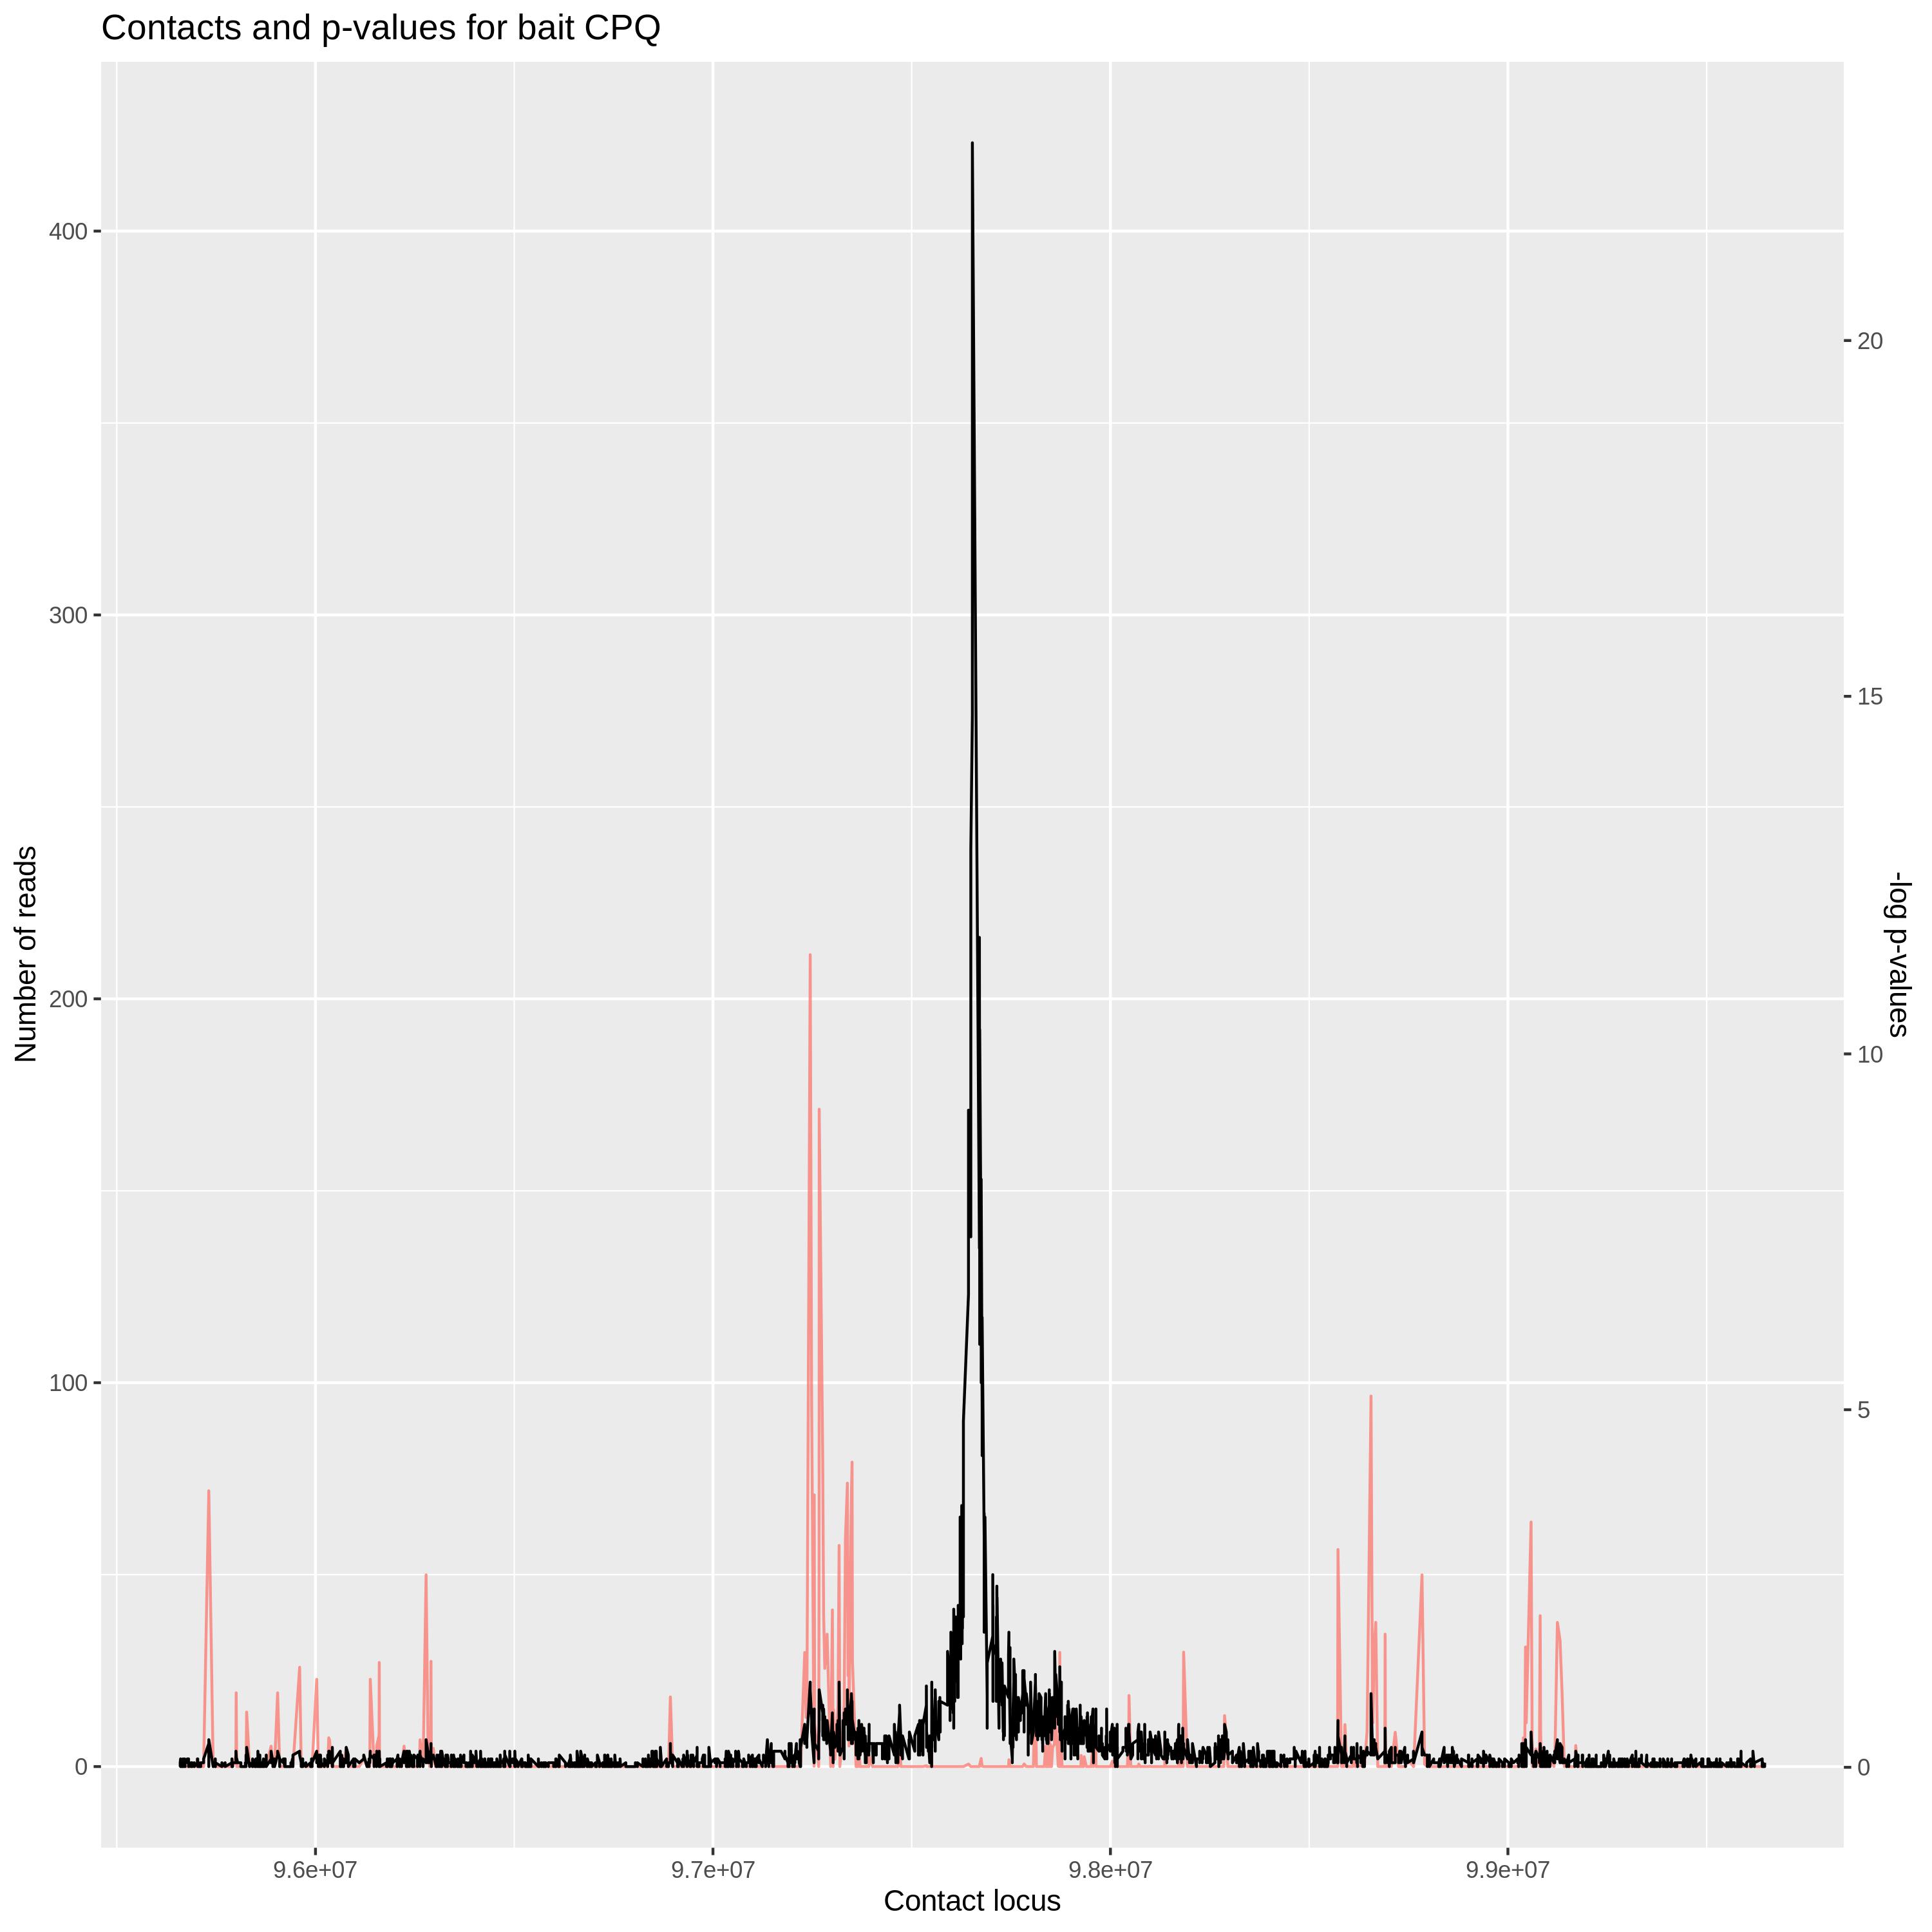 Contacts and p-values for bait CPQ
400
300
200
100
0
Number of reads
20
15
10
5
0
-log p-values
9.6e+07
9.7e+07
9.8e+07
9.9e+07
Contact locus